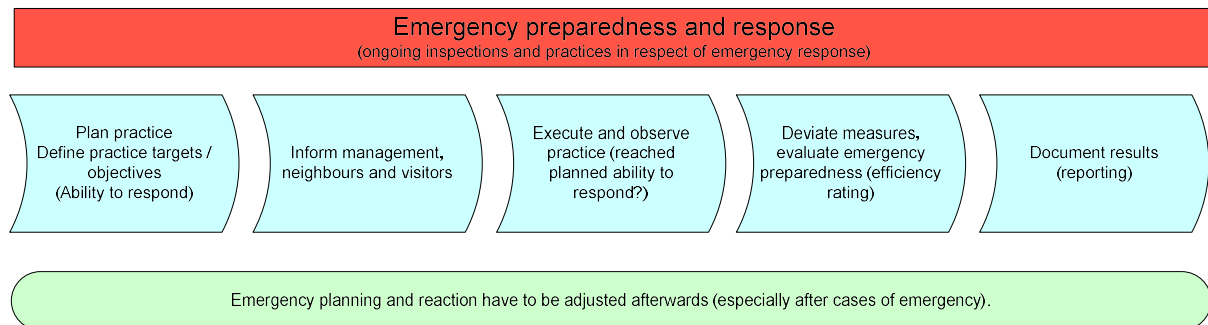 Emergency preparedness and response
(ongoing inspections and practices in respect of emergency response)
Plan practice
Define practice targets /
objectives
(Ability to respond)
Inform management,
neighbours and visitors
Execute and observe
practice (reached
planned ability to
respond?)
Deviate measures,
evaluate emergency
preparedness (efficiency
rating)
Document results
(reporting)
Emergency planning and reaction have to be adjusted afterwards (especially after cases of emergency).